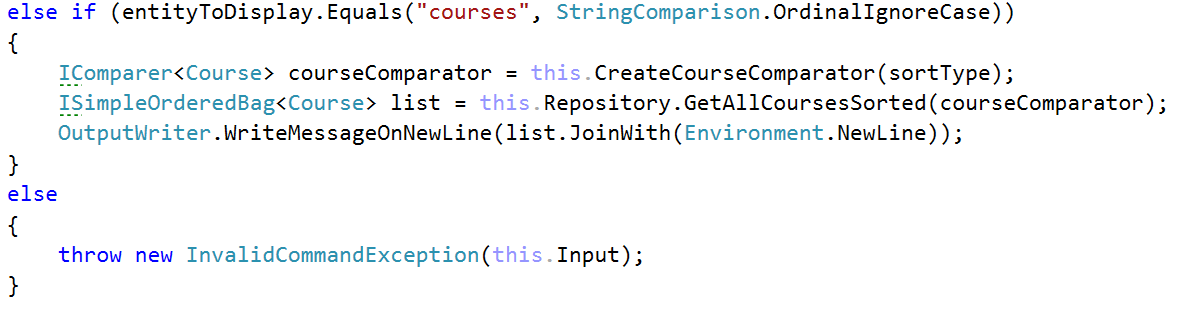 else if (entityToDisplay.Equals("courses", StringComparison.OrdinalIgnoreCase))
{
    IComparer<Course> courseComparator = this.CreateCourseComparator(sortType);
    ISimpleOrderedBag<Course> list = this.Repository.GetAllCoursesSorted(courseComparator);
    OutputWriter.WriteMessageOnNewLine(list.JoinWith(Environment.NewLine));
}
else
{
    throw new InvalidCommandException(this.Input);
}